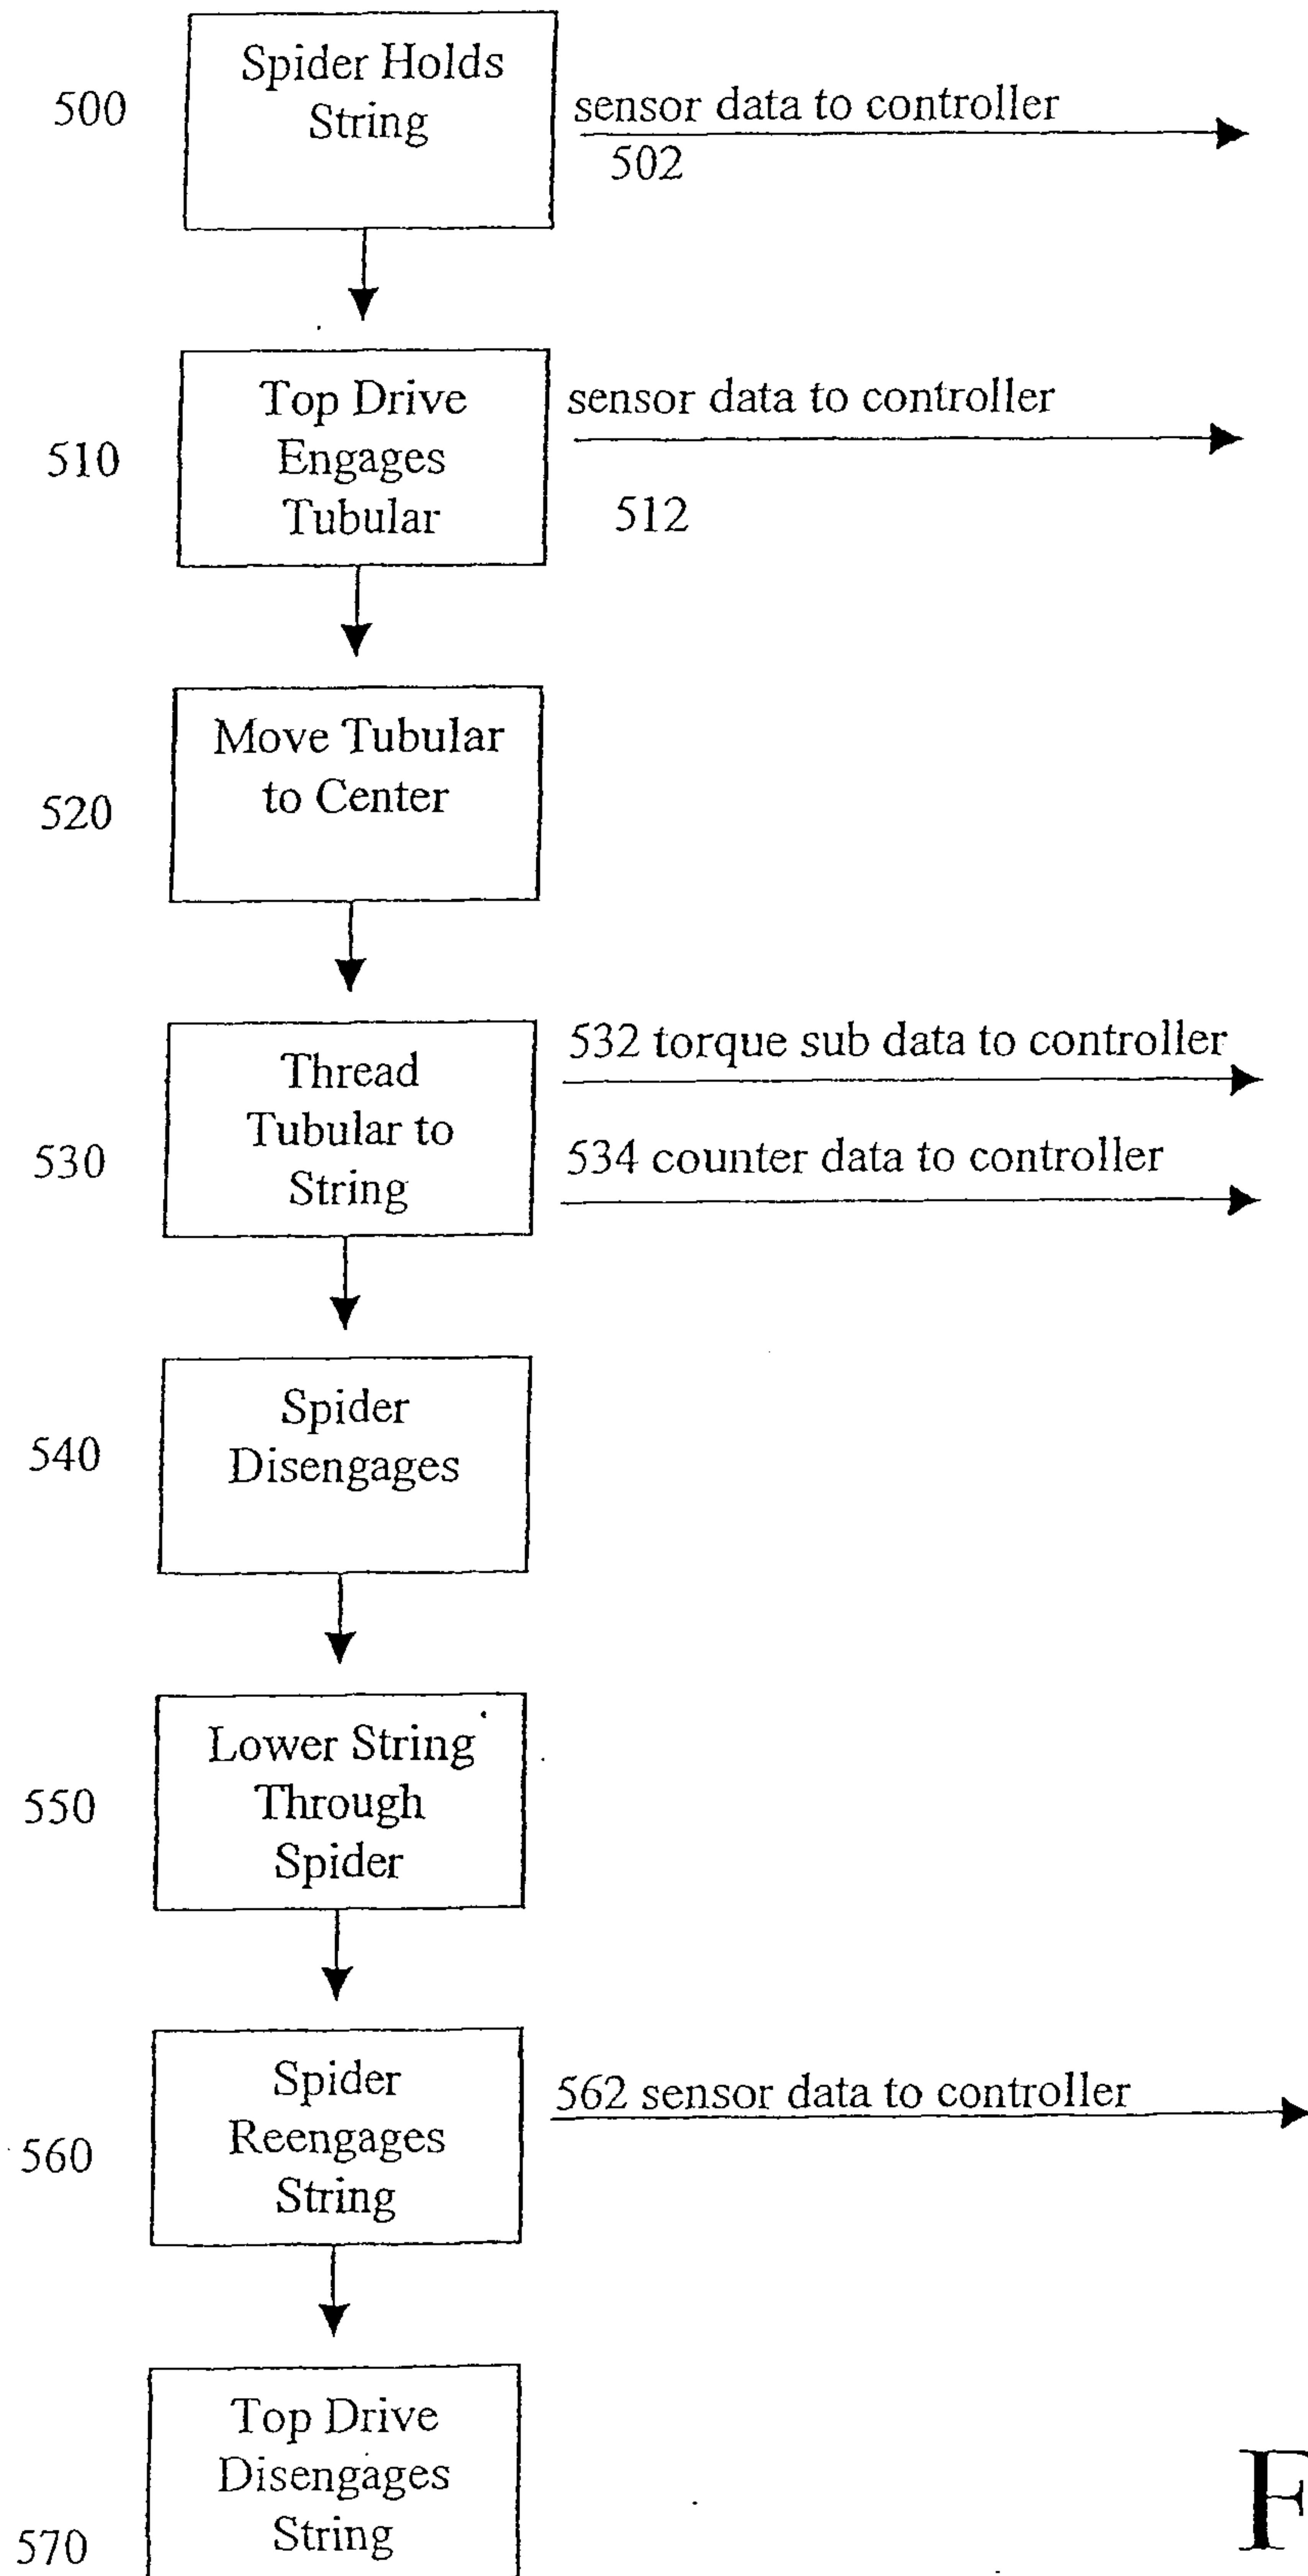 Spider Holds
String
500
sensor data to controller
502
Top Drive
Engages
Tubular
510
sensor data to controller
512
Move Tubular
to Center
520
Thread
Tubular to
String
530
532 torque sub data to controller
534 counter data to controller
Spider
Disengages
540
Lower String
Through
Spider
550
Spider
Reengages
String
560
562 sensor data to controller
Top Drive
Disengages
String
570
F